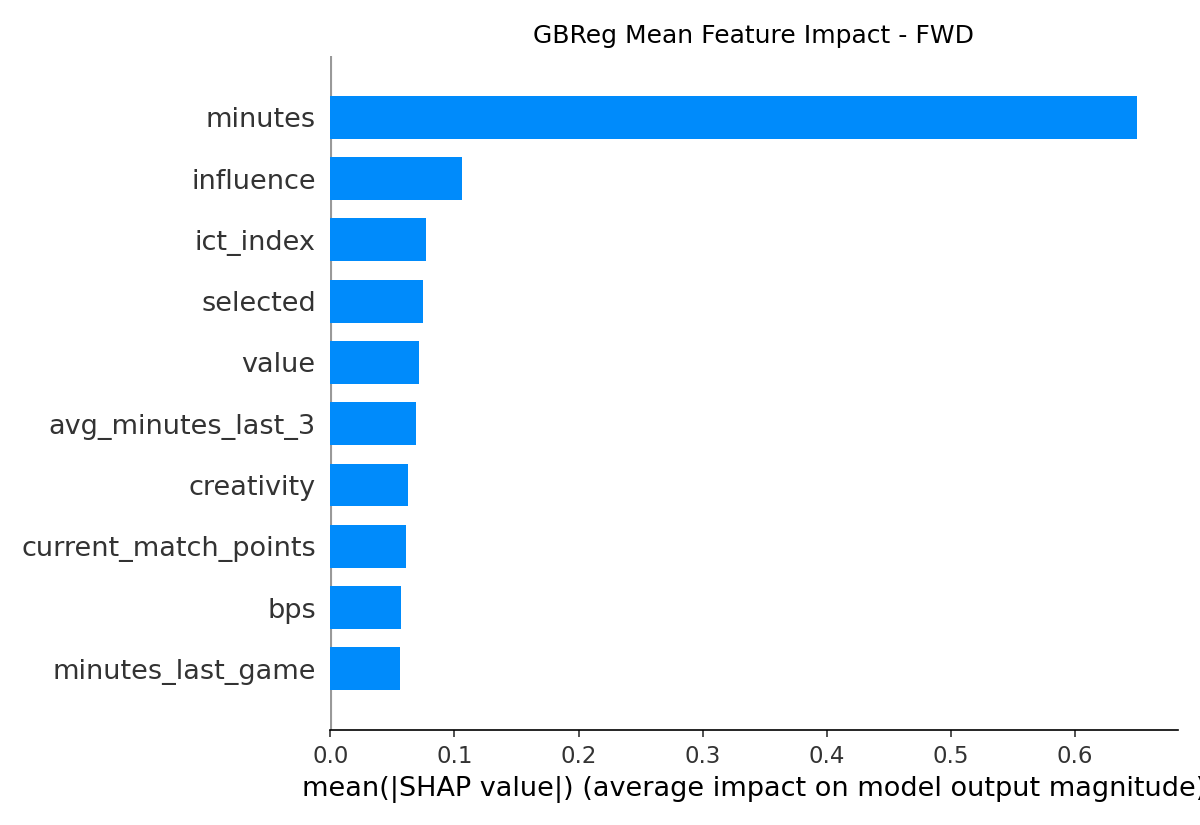 GBReg Mean Feature Impact - FWD
minutes
influence
ict_index
selected
value
avg_minutes_last_3
creativity
current_match_points
bps
minutes_last_game
0.0 0.1 0.2 0.3 0.4 0.5 0.6
mean(|SHAP value|) (average impact on model output magnitude)